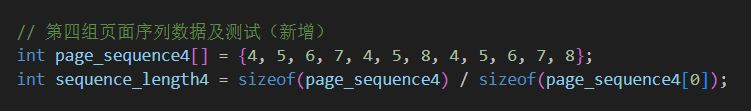 // 第四组页面序列数据及测试（新增）
int page_sequence4[] = {4, 5, 6, 7, 4, 5, 8, 4, 5, 6, 7, 8};
int sequence_length4 = sizeof(page_sequence4) / sizeof(page_sequence4[0]);